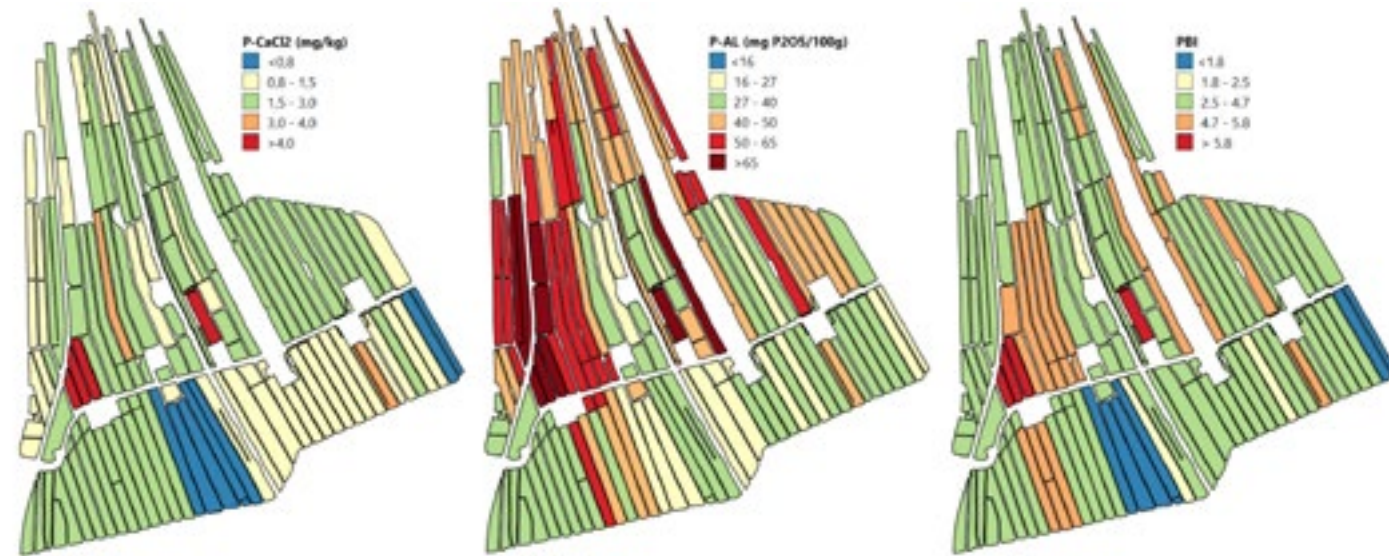 P-CaCl2 (mg/kg)
<0.8
0.8 - 1.5
1.5 - 3.0
3.0 - 4.0
>4.0
P-AL (mg P2O5/100g)
<16
16 - 27
27 - 40
40 - 50
50 - 65
>65
PBI
<1.8
1.8 - 2.5
2.5 - 4.7
4.7 - 5.8
> 5.8